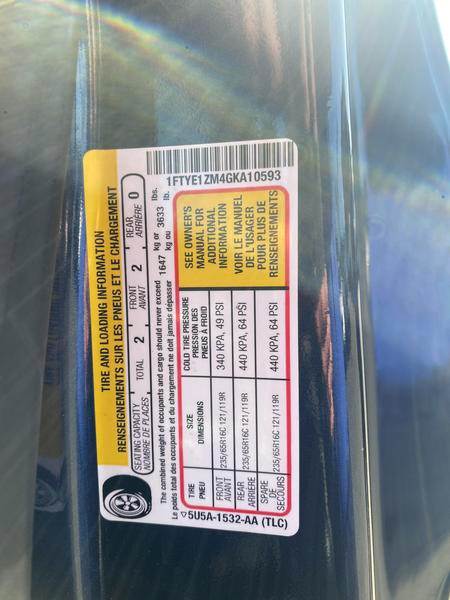 TIRE AND LOADING INFORMATION
RENSEIGNEMENTS SUR LES PNEUS ET LE CHARGEMENT
SEATING CAPACITY TOTAL 2 FRONT 2 REAR 0
NOMBRE DE PLACES AVANT ARRIÈRE
The combined weight of occupants and cargo should never exceed 1647 kg or 3633 lbs.
Le poids total des occupants et du chargement ne doit jamais dépasser kg ou lb.
TIRE SIZE COLD TIRE PRESSURE
PNEU DIMENSIONS PRESSION DES PNEUS À FROID
FRONT 235/65R16C 121/119R 340 KPA, 49 PSI
AVANT
REAR 235/65R16C 121/119R 440 KPA, 64 PSI
ARRIÈRE
SPARE 235/65R16C 121/119R 440 KPA, 64 PSI
DE SECOURS
SEE OWNER'S
MANUAL FOR
ADDITIONAL
INFORMATION
VOIR LE MANUEL
DE L'USAGER
POUR PLUS DE
RENSEIGNEMENTS
1FTYE1ZM4GKA10593
5U5A-1532-AA (TLC)